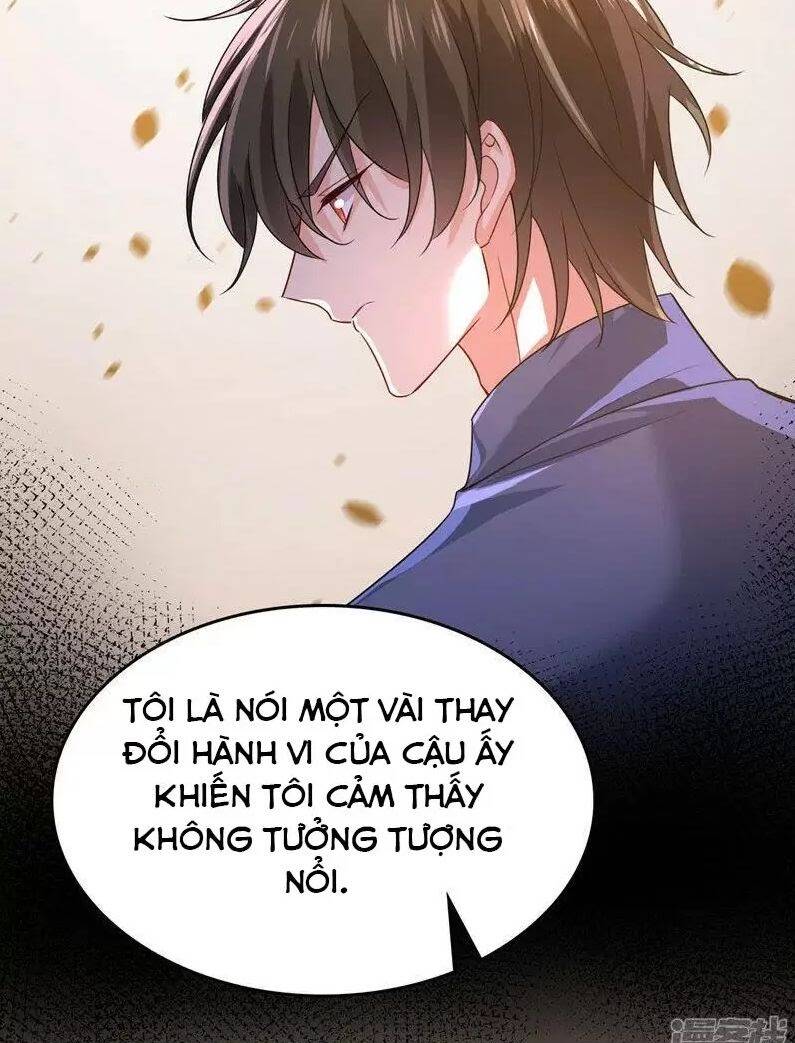 TÔI LÀ NÓI MỘT VÀI THAY
ĐỔI HÀNH VI CỦA CẬU ẤY
KHIẾN TÔI CẢM THẤY
KHÔNG TƯỞNG TƯỢNG
NỔI.